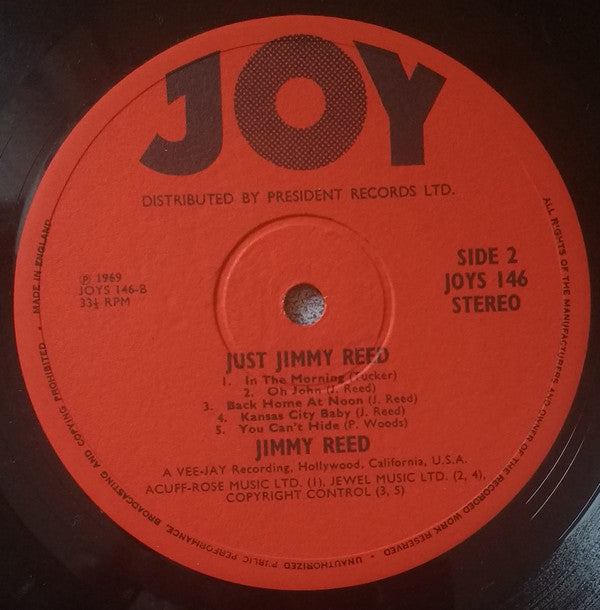 JOY
DISTRIBUTED BY PRESIDENT RECORDS LTD.
℗ 1969
JOYS 146-B
33⅓ RPM
SIDE 2
JOYS 146
STEREO
JUST JIMMY REED
1. In The Morning (Tucker)
2. Oh John (J. Reed)
3. Back Home At Noon (J. Reed)
4. Kansas City Baby (J. Reed)
5. You Can't Hide (P. Woods)
JIMMY REED
A VEE-JAY Recording, Hollywood, California, U.S.A.
ACUFF-ROSE MUSIC LTD. (1), JEWEL MUSIC LTD. (2, 4),
COPYRIGHT CONTROL (3, 5)
ALL RIGHTS OF THE MANUFACTURERS AND OWNER OF THE RECORDED WORK RESERVED • UNAUTHORIZED PUBLIC PERFORMANCE, BROADCASTING AND COPYING PROHIBITED • MADE IN ENGLAND